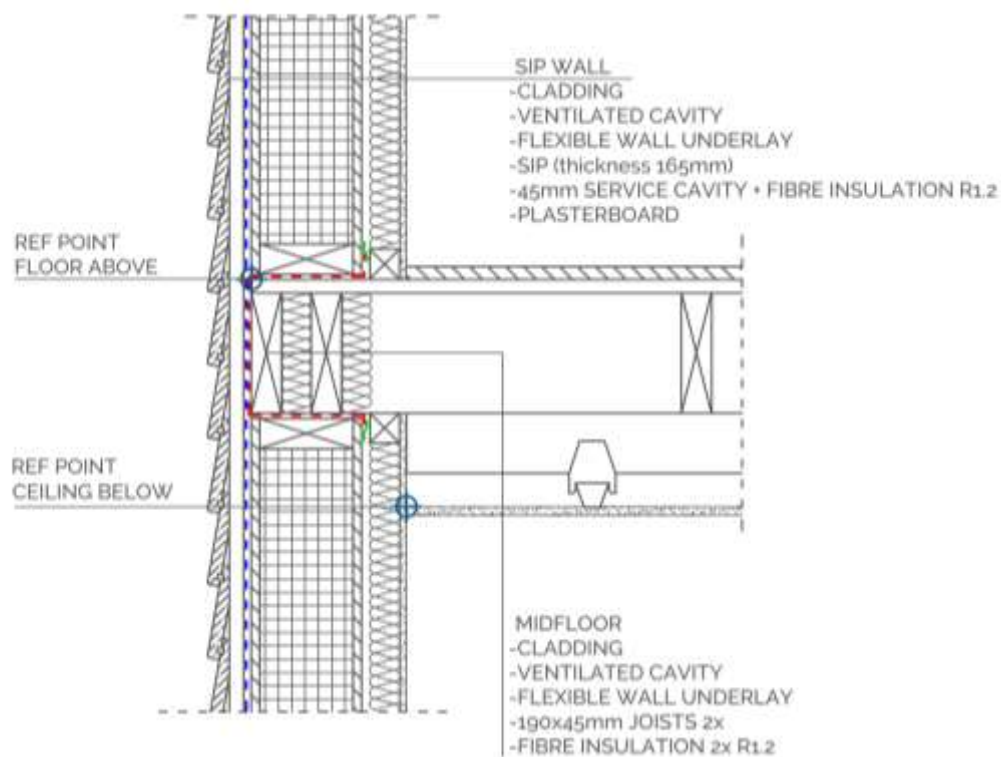 SIP WALL
-CLADDING
-VENTILATED CAVITY
-FLEXIBLE WALL UNDERLAY
-SIP (thickness 165mm)
-45mm SERVICE CAVITY + FIBRE INSULATION R1.2
-PLASTERBOARD
REF POINT
FLOOR ABOVE
REF POINT
CEILING BELOW
MIDFLOOR
-CLADDING
-VENTILATED CAVITY
-FLEXIBLE WALL UNDERLAY
-190x45mm JOISTS 2x
-FIBRE INSULATION 2x R1.2